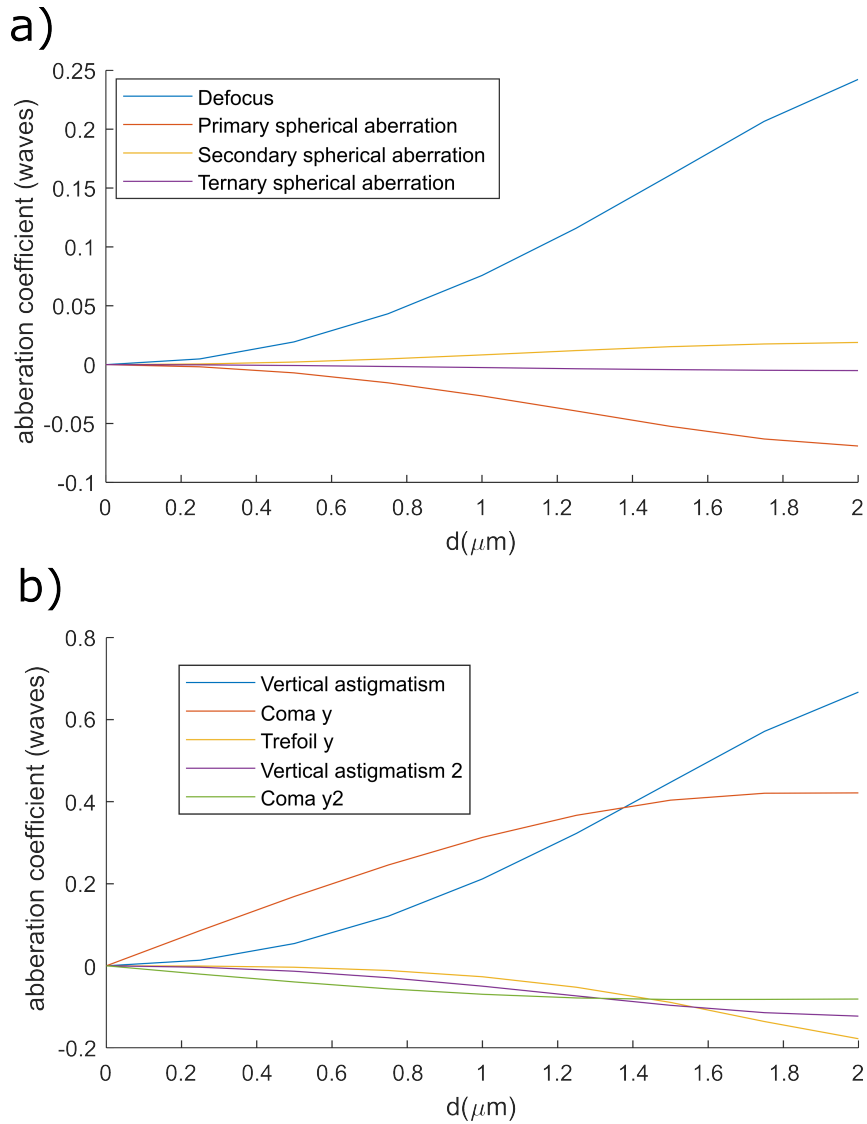 a)
abberation coefficient (waves)
0.25
0.2
0.15
0.1
0.05
0
-0.05
-0.1
Defocus
Primary spherical aberration
Secondary spherical aberration
Ternary spherical aberration
0 0.2 0.4 0.6 0.8 1 1.2 1.4 1.6 1.8 2
d(μm)
b)
abberation coefficient (waves)
0.8
0.6
0.4
0.2
0
-0.2
Vertical astigmatism
Coma y
Trefoil y
Vertical astigmatism 2
Coma y2
0 0.2 0.4 0.6 0.8 1 1.2 1.4 1.6 1.8 2
d(μm)